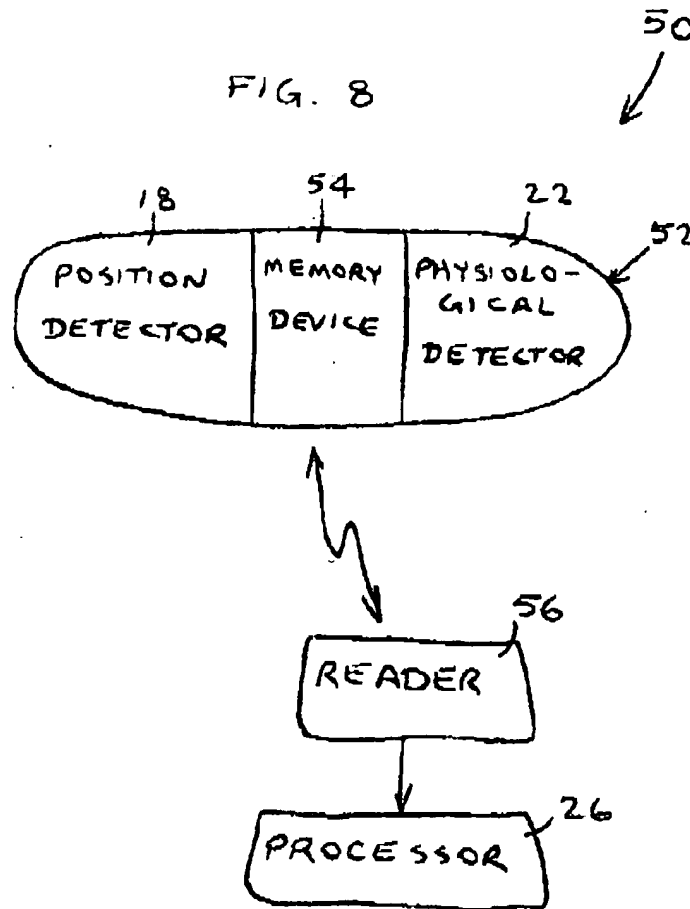 50
FIG. 8
18
54
22
52
POSITION
DETECTOR
MEMORY
DEVICE
PHYSIOLO-
GICAL
DETECTOR
56
READER
26
PROCESSOR